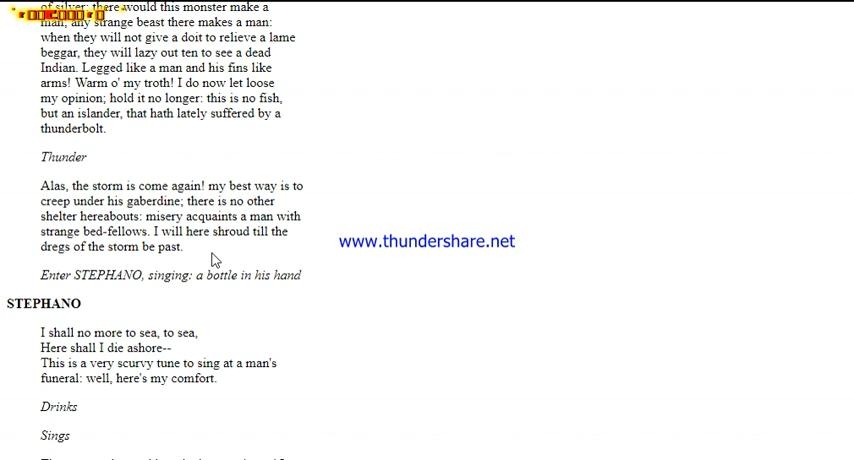 of silver: there would this monster make a
man; any strange beast there makes a man:
when they will not give a doit to relieve a lame
beggar, they will lazy out ten to see a dead
Indian. Legged like a man and his fins like
arms! Warm o' my troth! I do now let loose
my opinion; hold it no longer: this is no fish,
but an islander, that hath lately suffered by a
thunderbolt.
Thunder
Alas, the storm is come again! my best way is to
creep under his gaberdine; there is no other
shelter hereabouts: misery acquaints a man with
strange bed-fellows. I will here shroud till the
dregs of the storm be past.
www.thundershare.net
Enter STEPHANO, singing: a bottle in his hand
STEPHANO
I shall no more to sea, to sea,
Here shall I die ashore--
This is a very scurvy tune to sing at a man's
funeral: well, here's my comfort.
Drinks
Sings